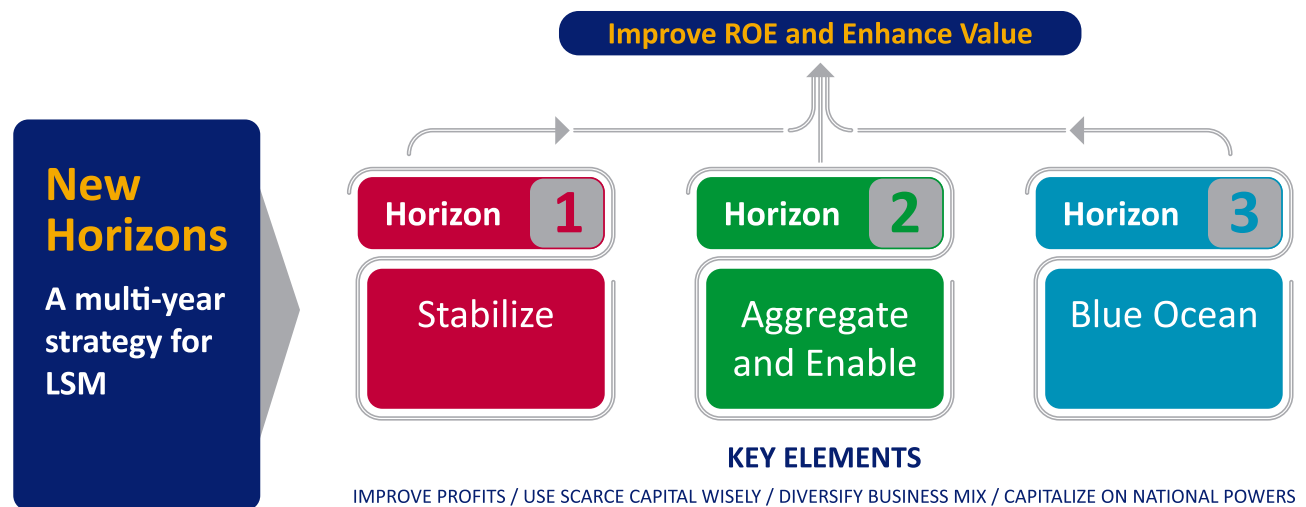 Improve ROE and Enhance Value
New
Horizons
A multi-year
strategy for
LSM
Horizon 1
Stabilize
Horizon 2
Aggregate
and Enable
Horizon 3
Blue Ocean
KEY ELEMENTS
IMPROVE PROFITS / USE SCARCE CAPITAL WISELY / DIVERSIFY BUSINESS MIX / CAPITALIZE ON NATIONAL POWERS